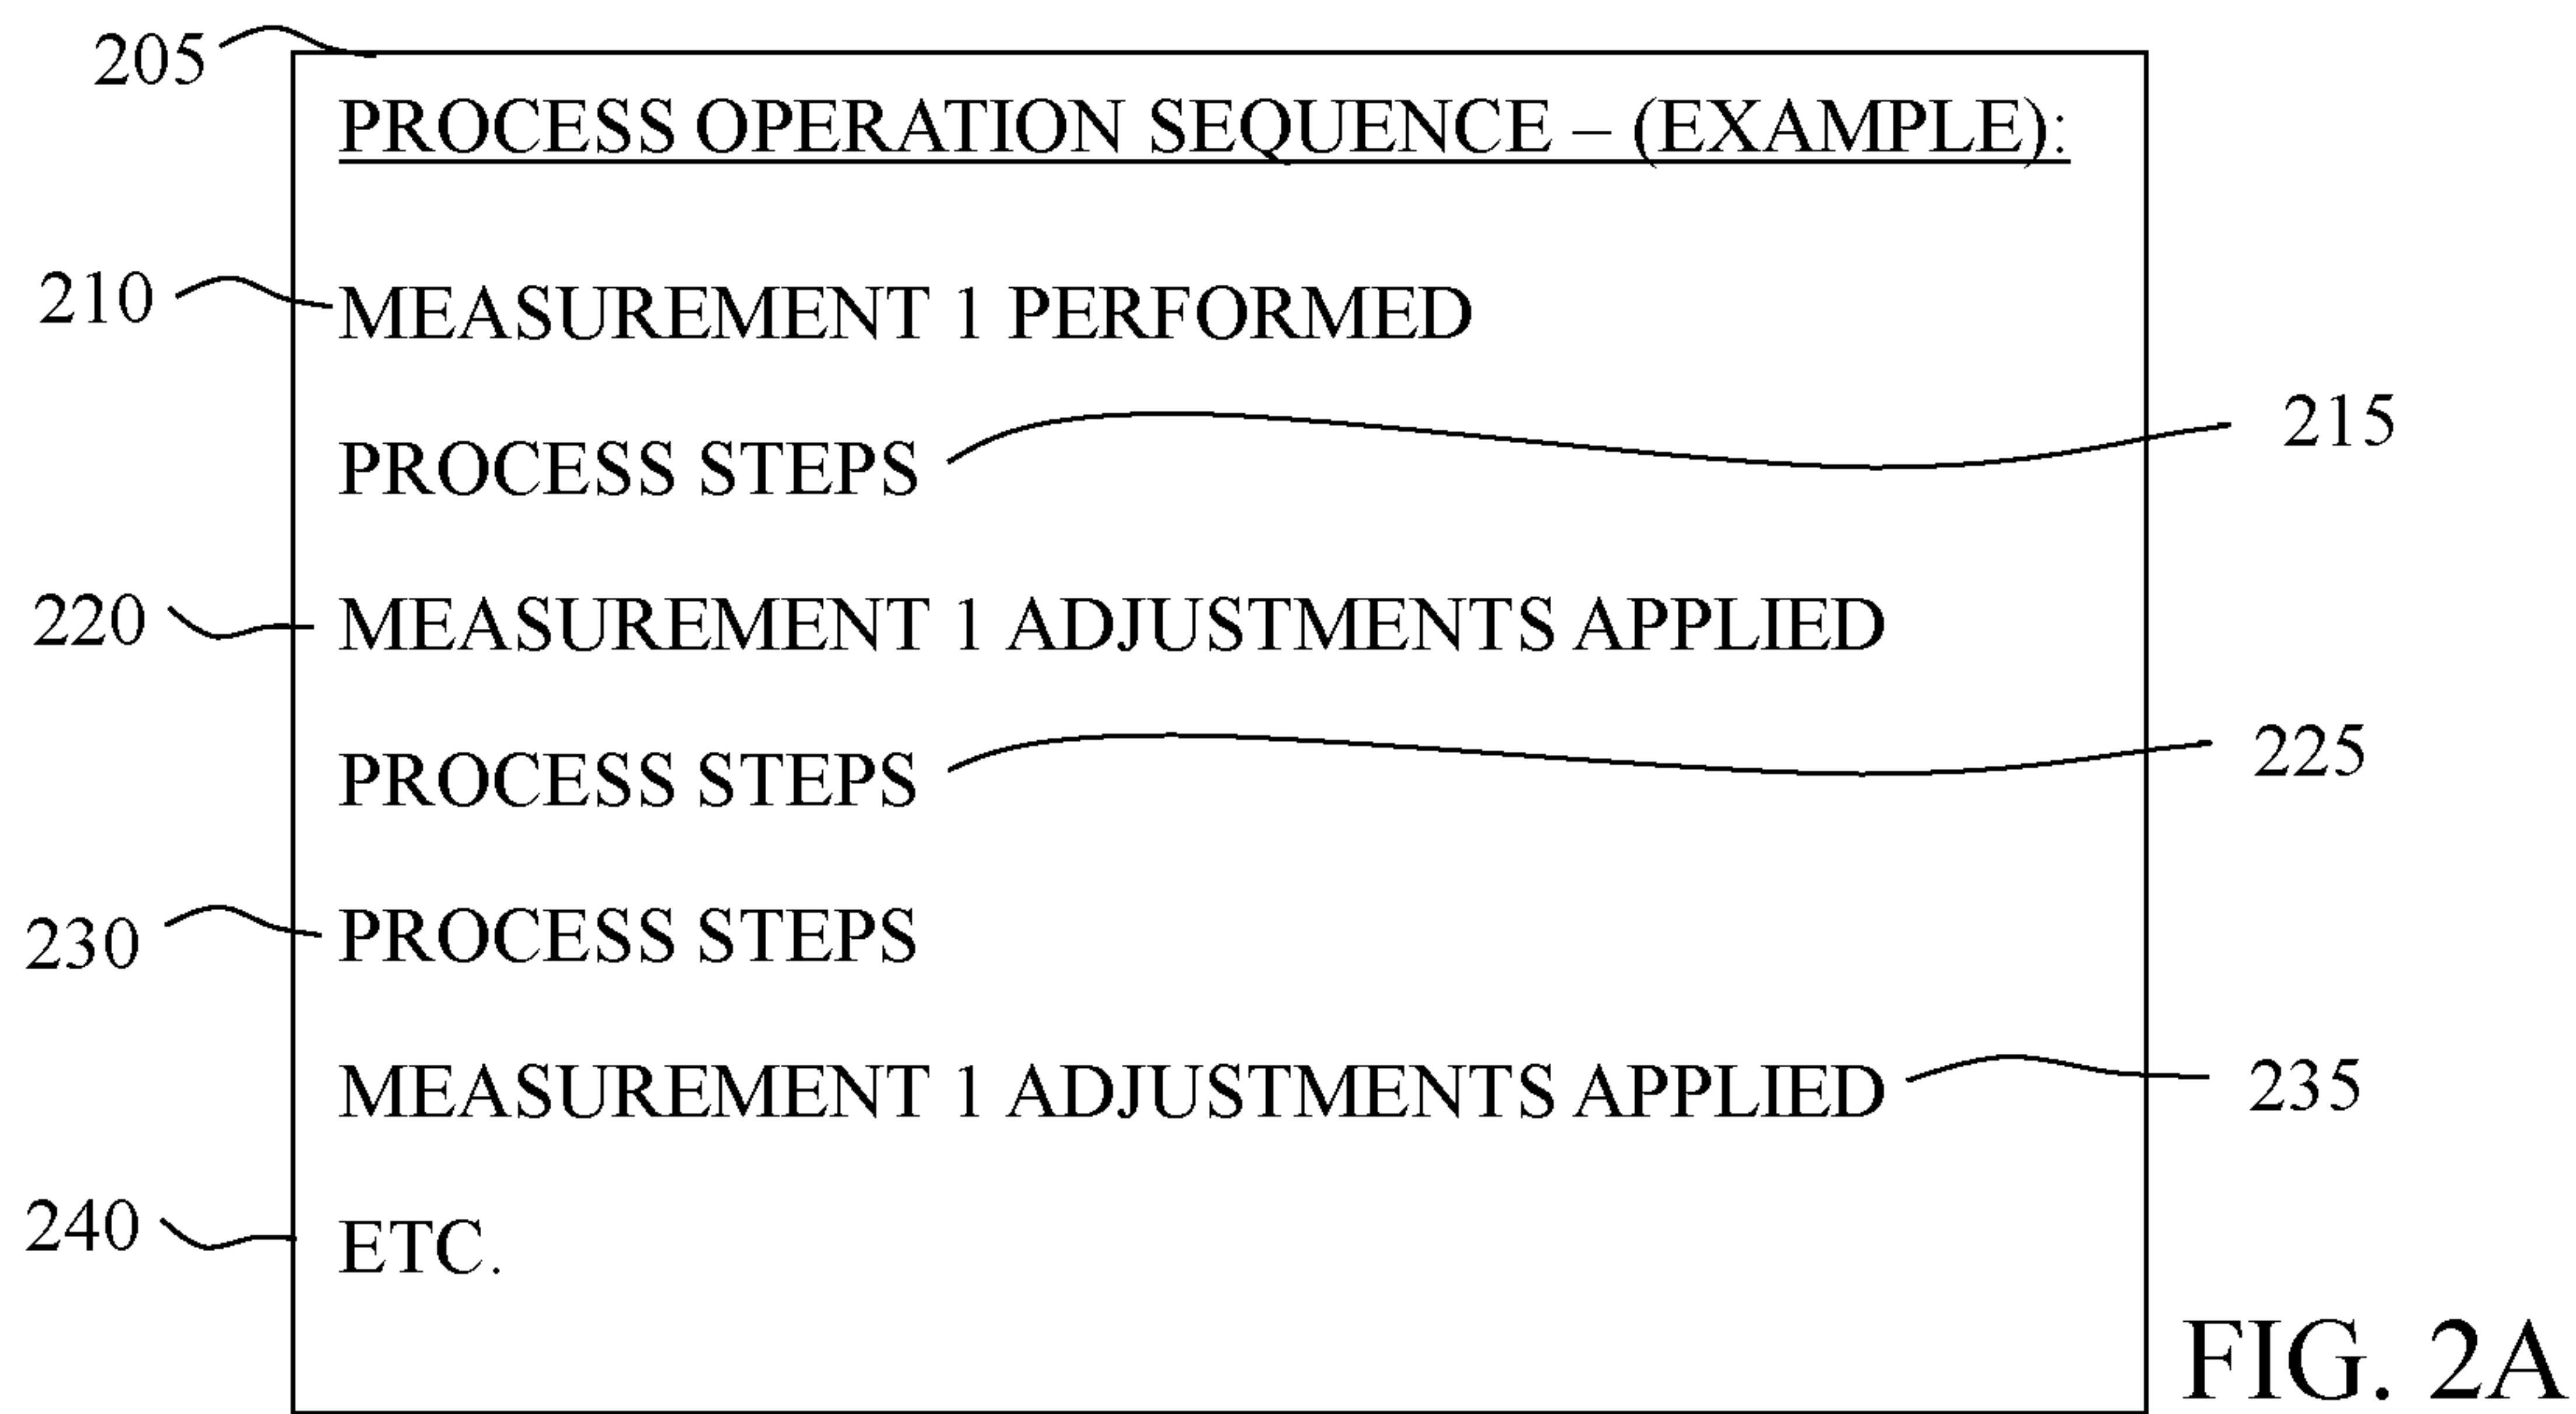 205
PROCESS OPERATION SEQUENCE – (EXAMPLE):
210
MEASUREMENT 1 PERFORMED
PROCESS STEPS
215
220
MEASUREMENT 1 ADJUSTMENTS APPLIED
PROCESS STEPS
225
230
PROCESS STEPS
MEASUREMENT 1 ADJUSTMENTS APPLIED
235
240
ETC.
FIG. 2A